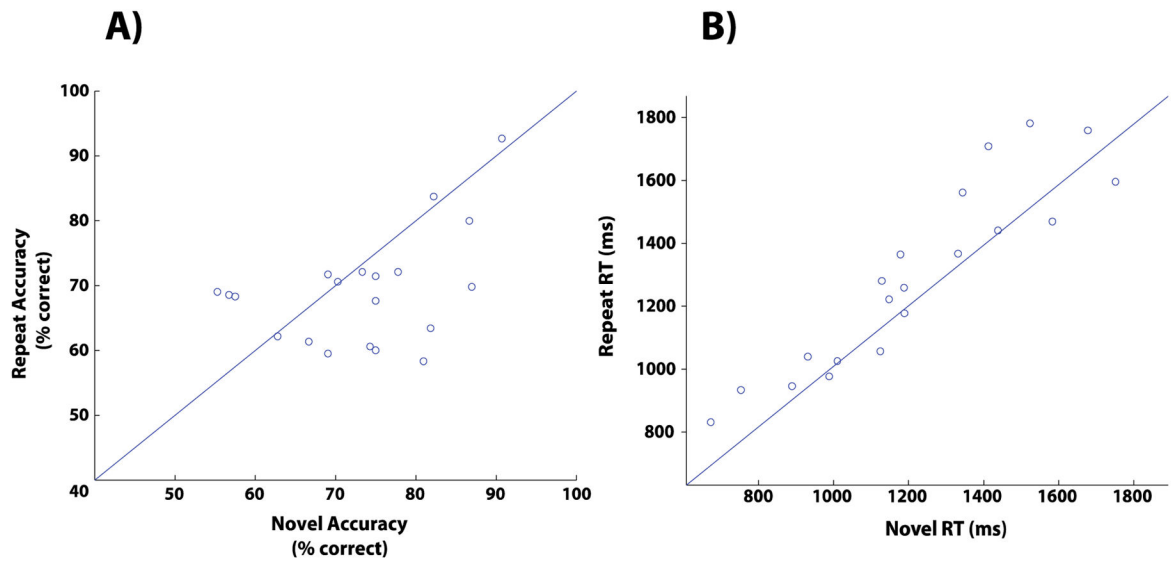 A)
100
90
80
70
60
50
40
Repeat Accuracy
(% correct)
50 60 70 80 90 100
Novel Accuracy
(% correct)
B)
1800
1600
1400
1200
1000
800
Repeat RT (ms)
800 1000 1200 1400 1600 1800
Novel RT (ms)